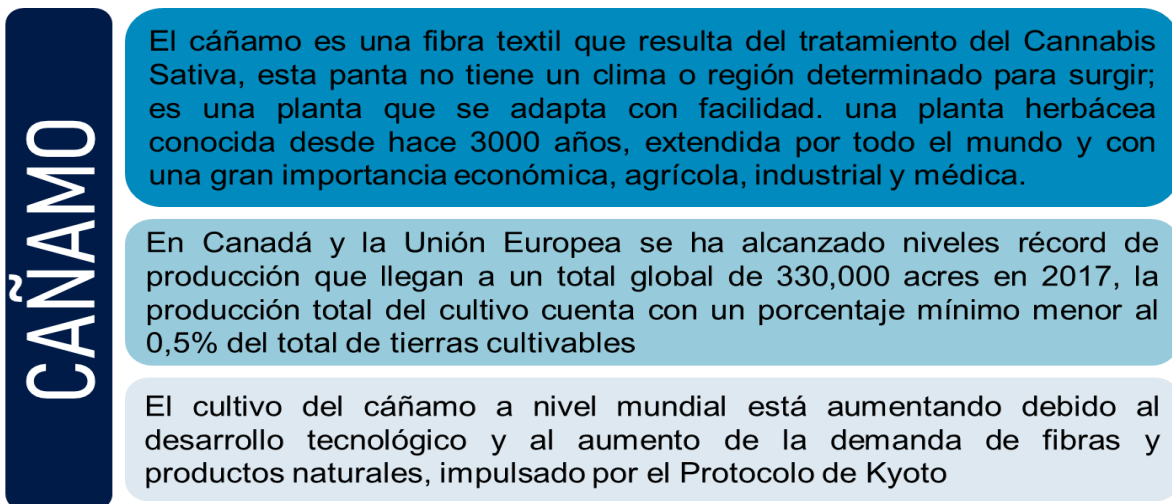 CAÑAMO
El cáñamo es una fibra textil que resulta del tratamiento del Cannabis
Sativa, esta panta no tiene un clima o región determinado para surgir;
es una planta que se adapta con facilidad. una planta herbácea
conocida desde hace 3000 años, extendida por todo el mundo y con
una gran importancia económica, agrícola, industrial y médica.
En Canadá y la Unión Europea se ha alcanzado niveles récord de
producción que llegan a un total global de 330,000 acres en 2017, la
producción total del cultivo cuenta con un porcentaje mínimo menor al
0,5% del total de tierras cultivables
El cultivo del cáñamo a nivel mundial está aumentando debido al
desarrollo tecnológico y al aumento de la demanda de fibras y
productos naturales, impulsado por el Protocolo de Kyoto